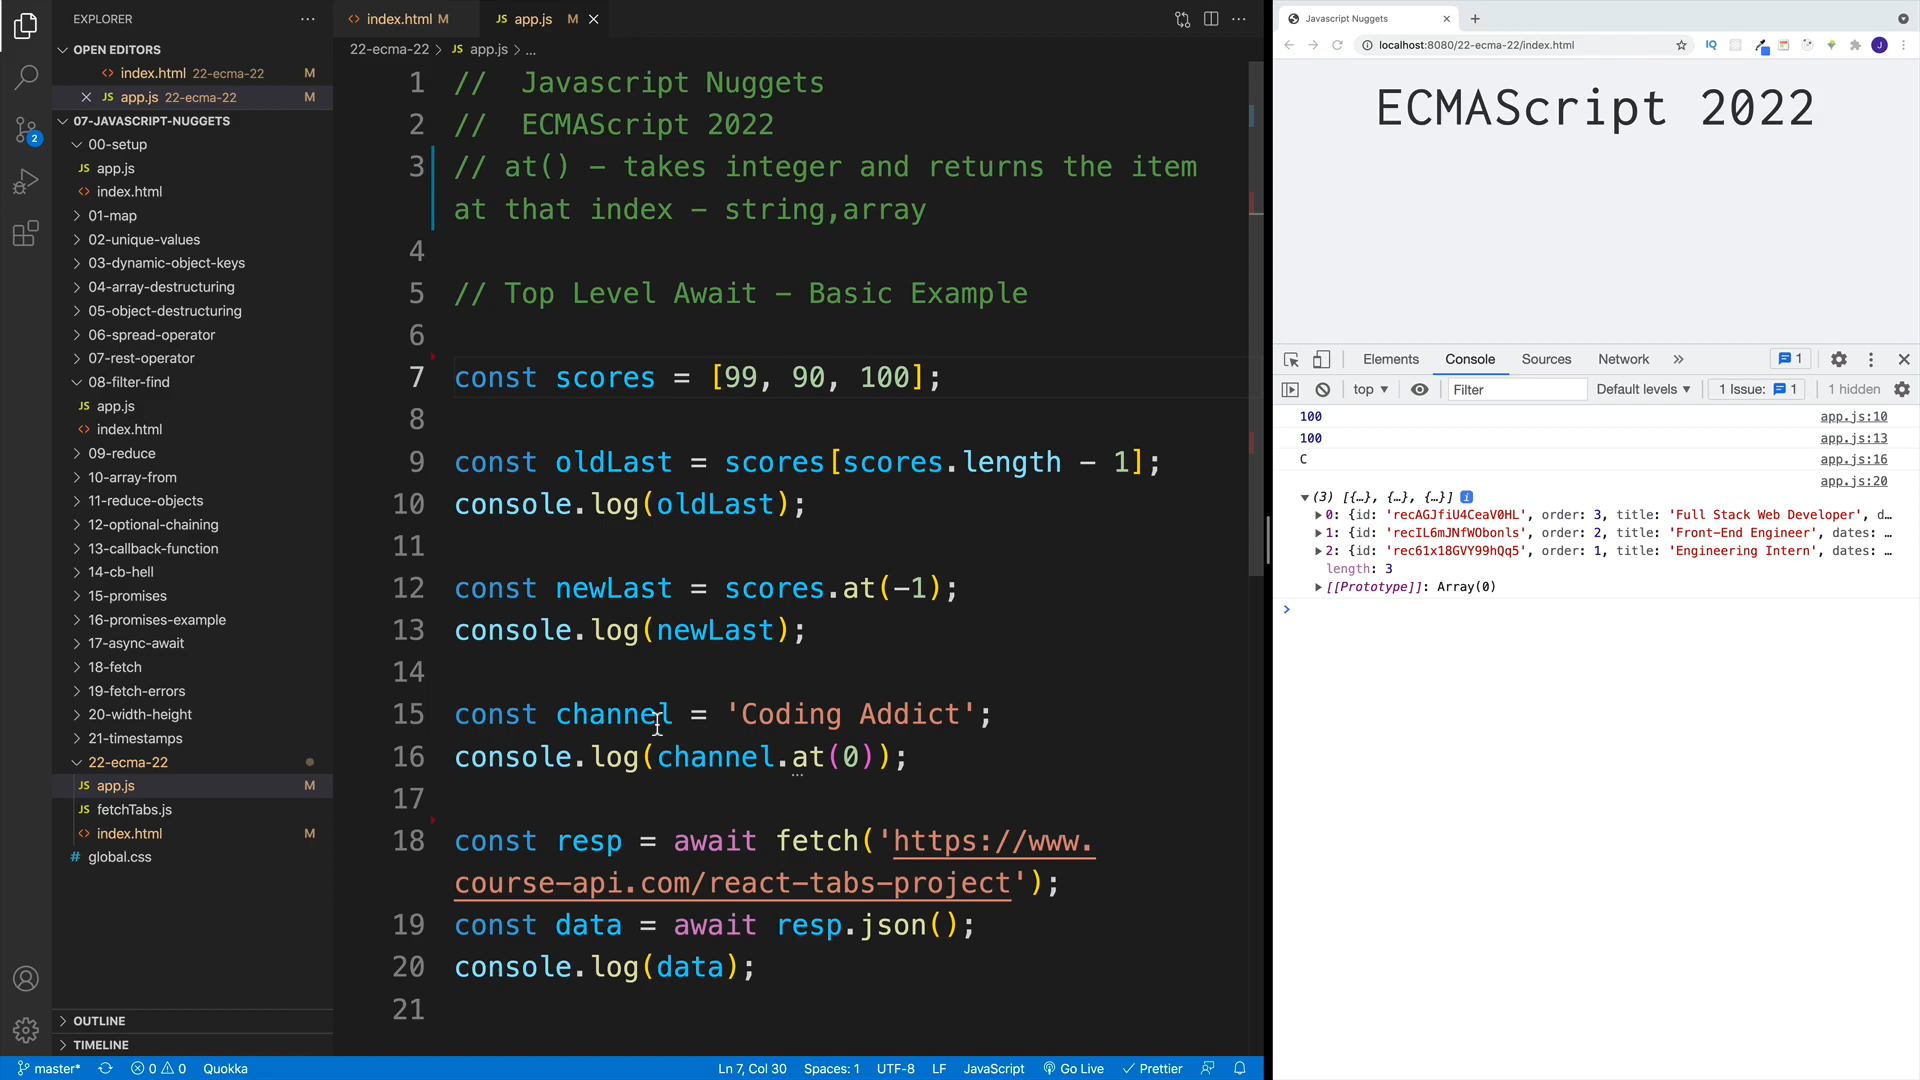 EXPLORER
OPEN EDITORS
index.html 22-ecma-22 M
app.js 22-ecma-22 M
07-JAVASCRIPT-NUGGETS
00-setup
app.js
index.html
01-map
02-unique-values
03-dynamic-object-keys
04-array-destructuring
05-object-destructuring
06-spread-operator
07-rest-operator
08-filter-find
app.js
index.html
09-reduce
10-array-from
11-reduce-objects
12-optional-chaining
13-callback-function
14-cb-hell
15-promises
16-promises-example
17-async-await
18-fetch
19-fetch-errors
20-width-height
21-timestamps
22-ecma-22
JS app.js M
JS fetchTabs.js
index.html M
# global.css
OUTLINE
TIMELINE
2
index.html M
JS app.js M
22-ecma-22 > JS app.js > ...
1 // Javascript Nuggets
2 // ECMAScript 2022
3 // at() – takes integer and returns the item
at that index – string,array
4
5 // Top Level Await – Basic Example
6
7 const scores = [99, 90, 100];
8
9 const oldLast = scores[scores.length - 1];
10 console.log(oldLast);
11
12 const newLast = scores.at(-1);
13 console.log(newLast);
14
15 const channel = 'Coding Addict';
16 console.log(channel.at(0));
17
18 const resp = await fetch('https://www.
course-api.com/react-tabs-project');
19 const data = await resp.json();
20 console.log(data);
21
master* 0 0 Quokka
Ln 7, Col 30 Spaces: 1 UTF-8 LF JavaScript Go Live Prettier
Javascript Nuggets
localhost:8080/22-ecma-22/index.html
IQ
J
ECMAScript 2022
Elements Console Sources Network » 1
top Filter Default levels 1 Issue: 1 1 hidden
100 app.js:10
100 app.js:13
C app.js:16
app.js:20
(3) [{…}, {…}, {…}] i
0: {id: 'recAGJfiU4CeaV0HL', order: 3, title: 'Full Stack Web Developer', d…
1: {id: 'recIL6mJNfWObonls', order: 2, title: 'Front-End Engineer', dates: …
2: {id: 'rec61x18GVY99hQq5', order: 1, title: 'Engineering Intern', dates: …
length: 3
[[Prototype]]: Array(0)